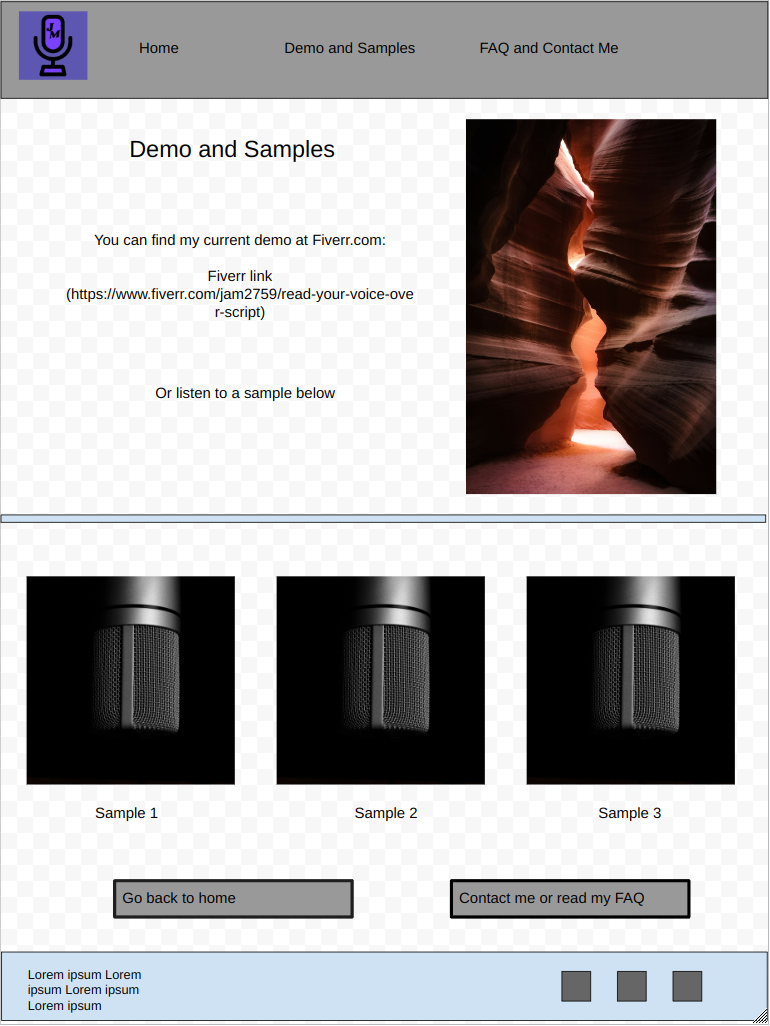 JM
Home
Demo and Samples
FAQ and Contact Me
Demo and Samples
You can find my current demo at Fiverr.com:
Fiverr link
(https://www.fiverr.com/jam2759/read-your-voice-ove
r-script)
Or listen to a sample below
Sample 1
Sample 2
Sample 3
Go back to home
Contact me or read my FAQ
Lorem ipsum Lorem
ipsum Lorem ipsum
Lorem ipsum